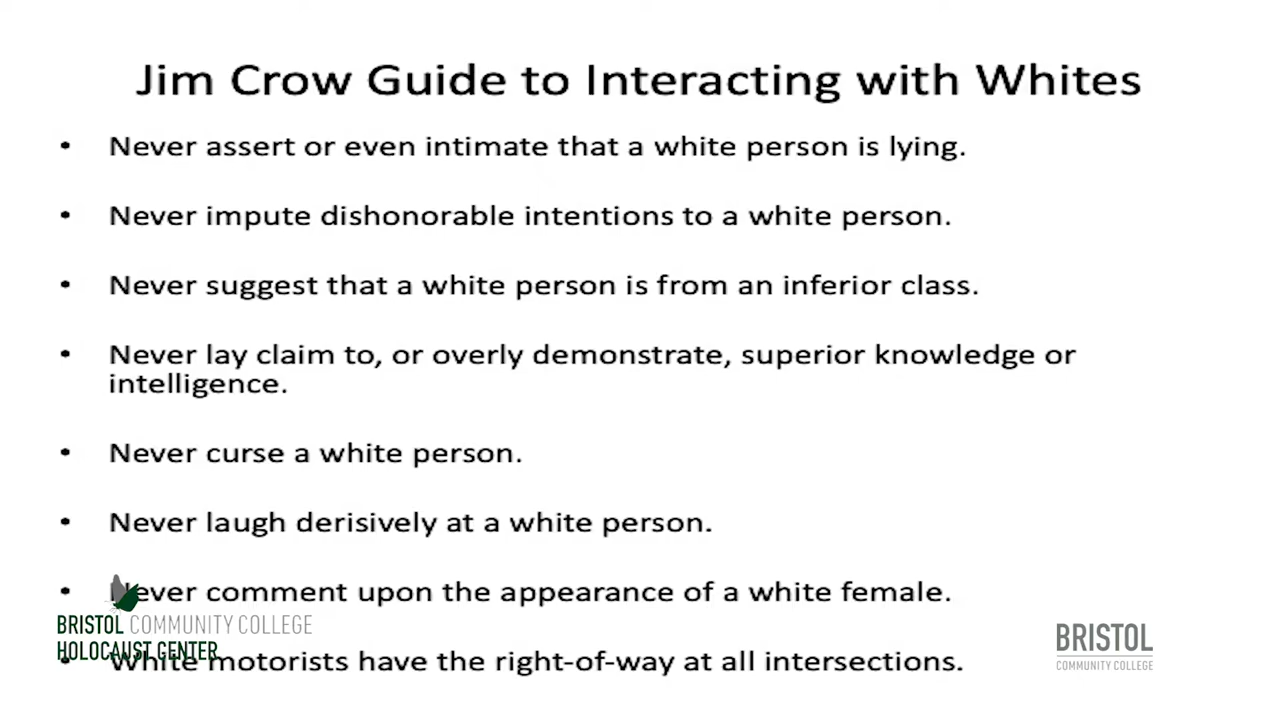 Jim Crow Guide to Interacting with Whites
• Never assert or even intimate that a white person is lying.
• Never impute dishonorable intentions to a white person.
• Never suggest that a white person is from an inferior class.
• Never lay claim to, or overly demonstrate, superior knowledge or
intelligence.
• Never curse a white person.
• Never laugh derisively at a white person.
• Never comment upon the appearance of a white female.
BRISTOL COMMUNITY COLLEGE
HOLOCAUST CENTER
• White motorists have the right-of-way at all intersections.
BRISTOL
COMMUNITY COLLEGE